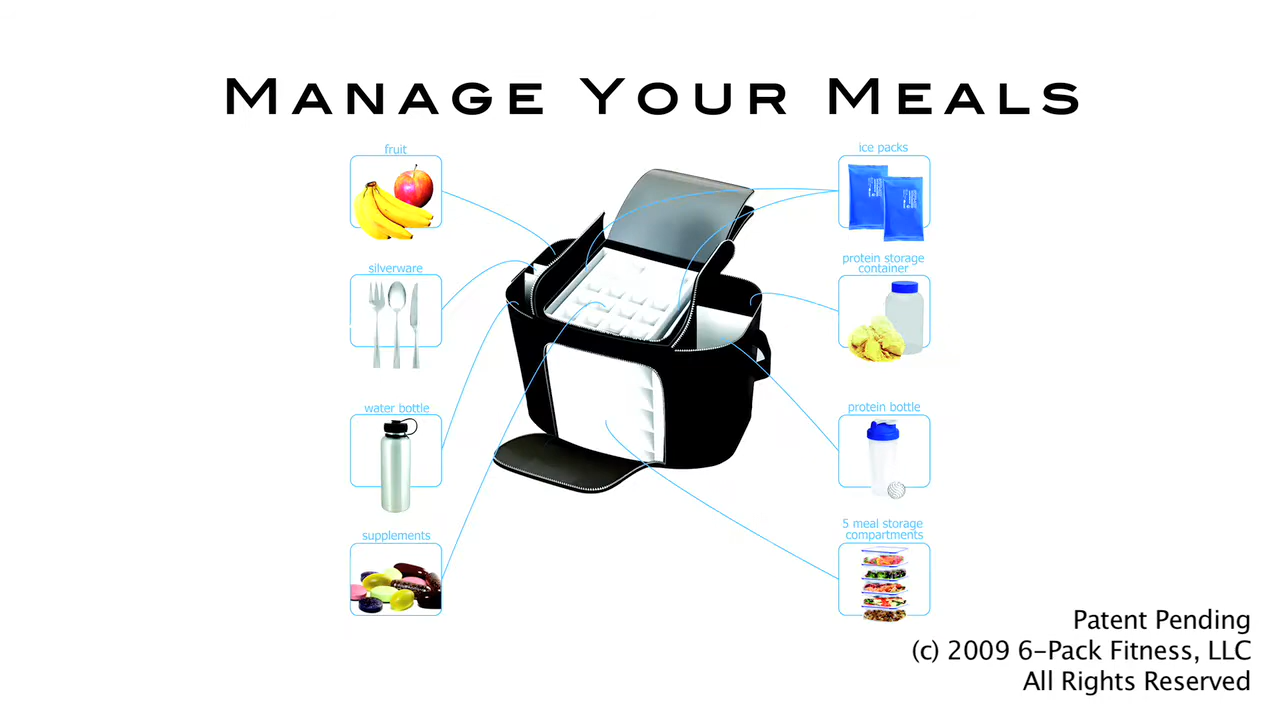 MANAGE YOUR MEALS
fruit
silverware
water bottle
supplements
ice packs
protein storage
container
protein bottle
5 meal storage
compartments
Patent Pending
(c) 2009 6-Pack Fitness, LLC
All Rights Reserved